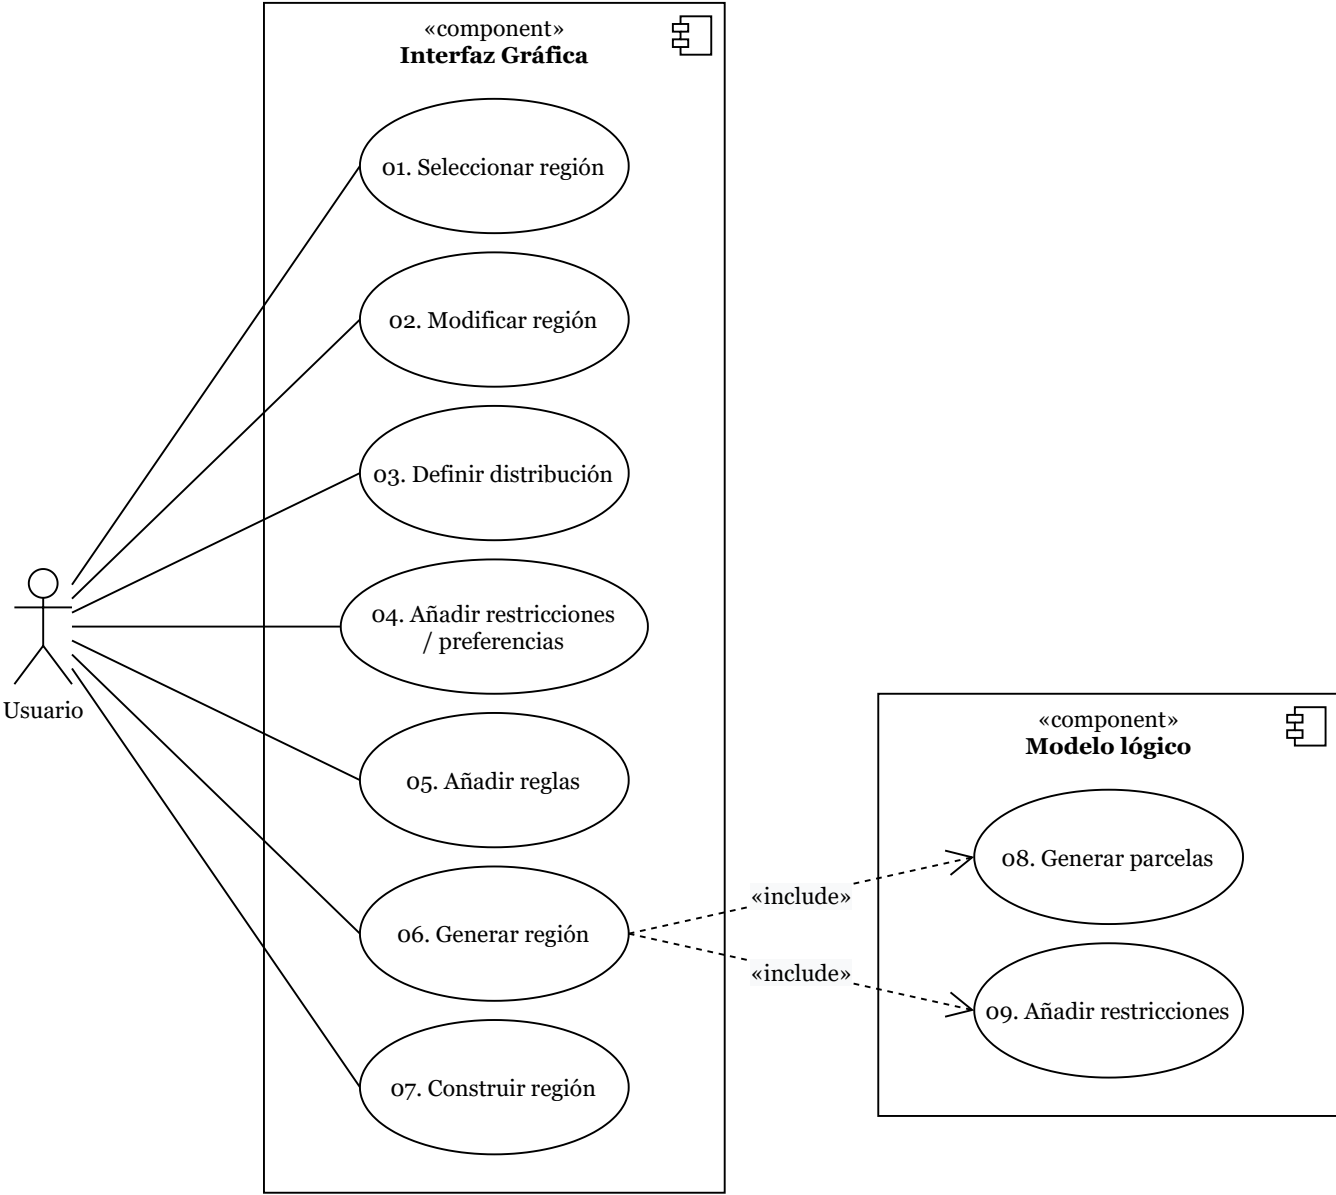 «component»
Interfaz Gráfica
01. Seleccionar región
02. Modificar región
03. Definir distribución
04. Añadir restricciones
/ preferencias
05. Añadir reglas
06. Generar región
07. Construir región
Usuario
«include»
«include»
«component»
Modelo lógico
08. Generar parcelas
09. Añadir restricciones